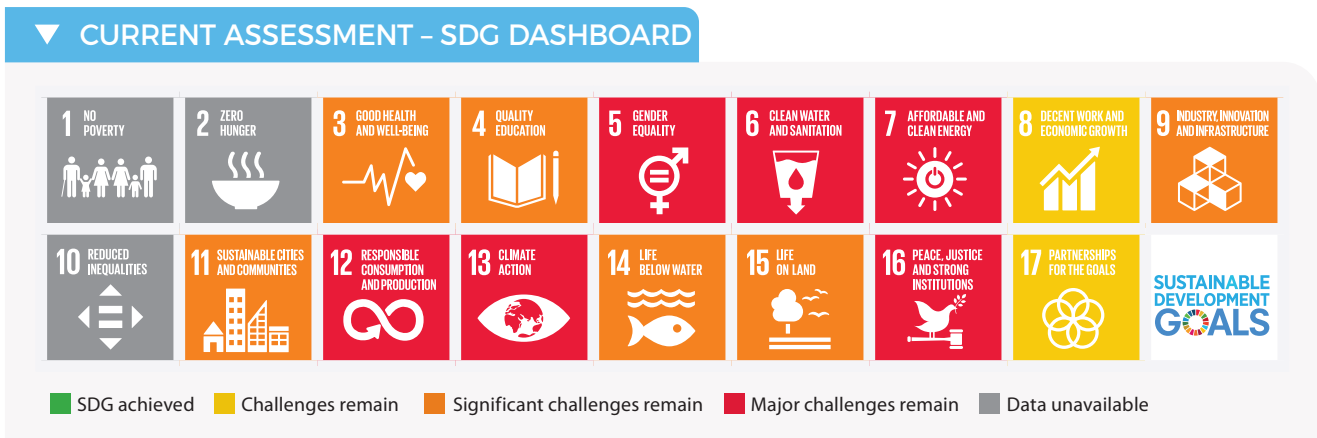 CURRENT ASSESSMENT – SDG DASHBOARD
1 NO
POVERTY
2 ZERO
HUNGER
3 GOOD HEALTH
AND WELL-BEING
4 QUALITY
EDUCATION
5 GENDER
EQUALITY
6 CLEAN WATER
AND SANITATION
7 AFFORDABLE AND
CLEAN ENERGY
8 DECENT WORK AND
ECONOMIC GROWTH
9 INDUSTRY, INNOVATION
AND INFRASTRUCTURE
10 REDUCED
INEQUALITIES
11 SUSTAINABLE CITIES
AND COMMUNITIES
12 RESPONSIBLE
CONSUMPTION
AND PRODUCTION
13 CLIMATE
ACTION
14 LIFE
BELOW WATER
15 LIFE
ON LAND
16 PEACE, JUSTICE
AND STRONG
INSTITUTIONS
17 PARTNERSHIPS
FOR THE GOALS
SUSTAINABLE
DEVELOPMENT
GOALS
SDG achieved
Challenges remain
Significant challenges remain
Major challenges remain
Data unavailable